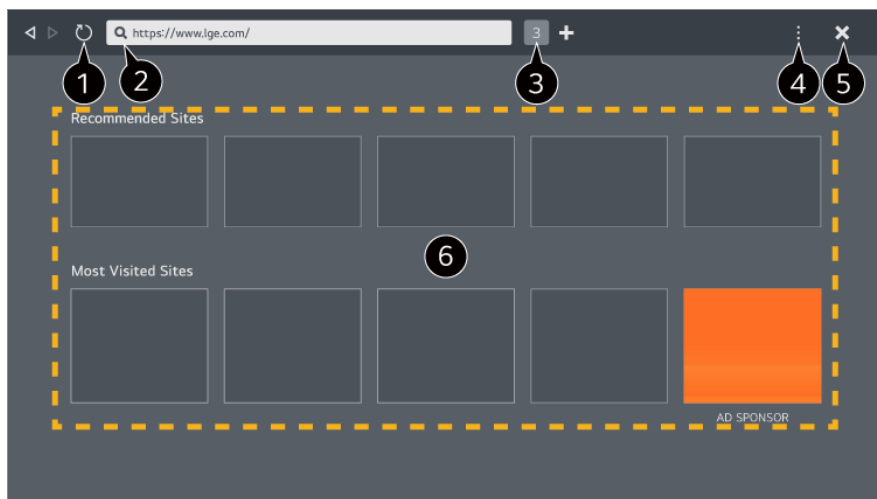 https://www.lge.com/ 3
1 2 3 4 5
Recommended Sites
6
Most Visited Sites
AD SPONSOR